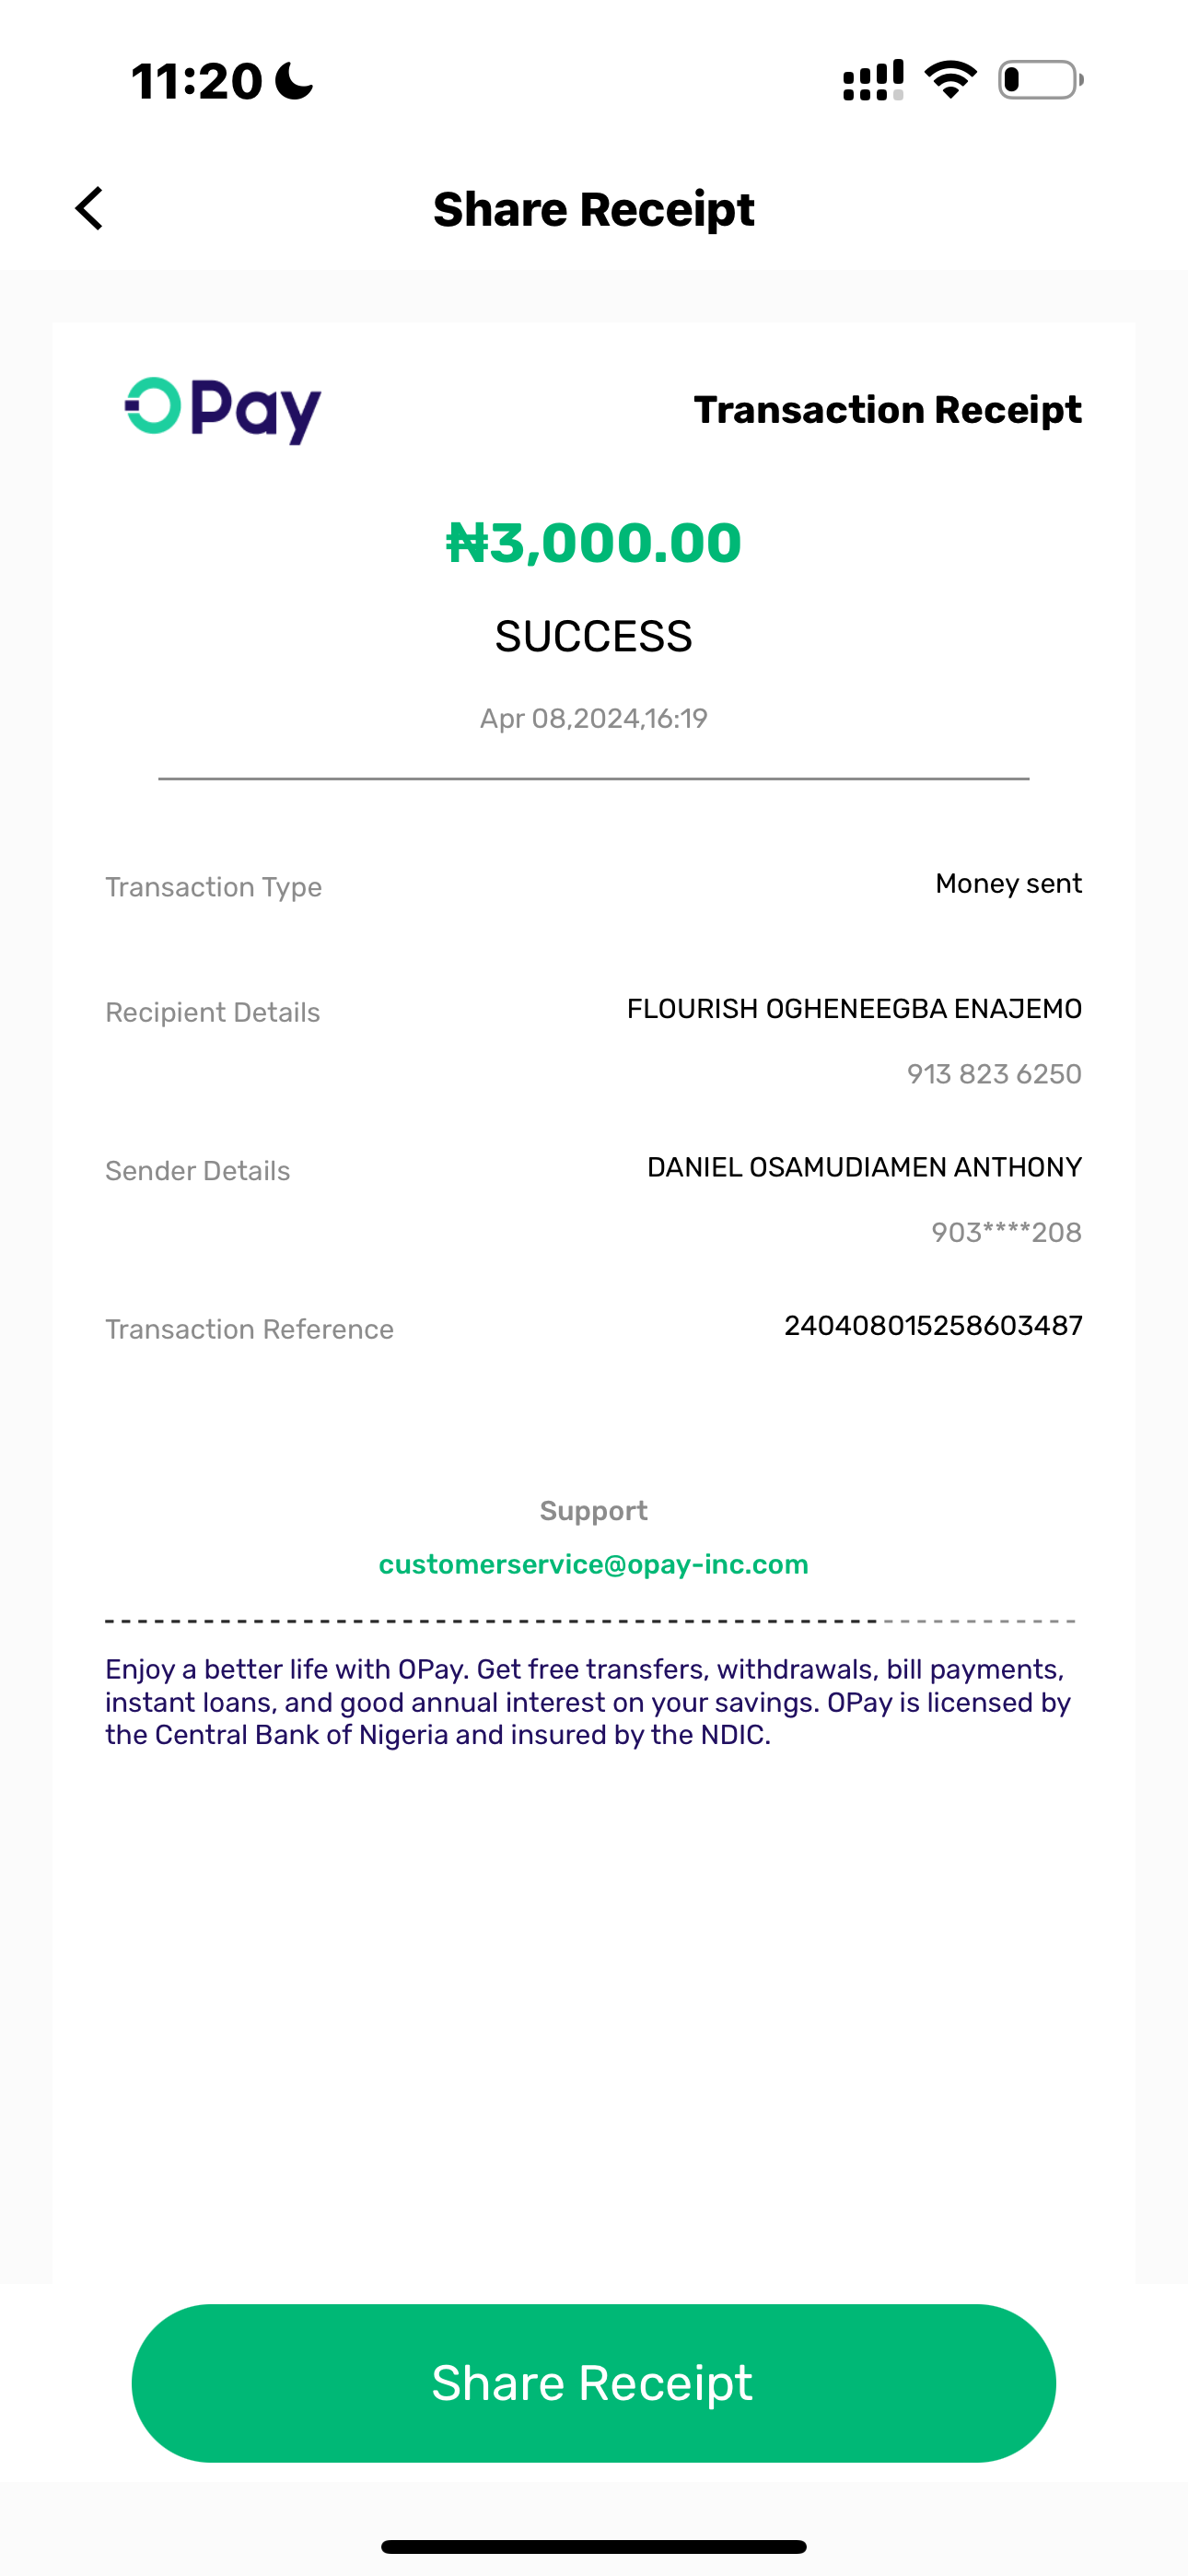 11:20
Share Receipt
OPay
Transaction Receipt
₦3,000.00
SUCCESS
Apr 08,2024,16:19
Transaction Type
Money sent
Recipient Details
FLOURISH OGHENEEGBA ENAJEMO
913 823 6250
Sender Details
DANIEL OSAMUDIAMEN ANTHONY
903****208
Transaction Reference
240408015258603487
Support
customerservice@opay-inc.com
Enjoy a better life with OPay. Get free transfers, withdrawals, bill payments,
instant loans, and good annual interest on your savings. OPay is licensed by
the Central Bank of Nigeria and insured by the NDIC.
Share Receipt